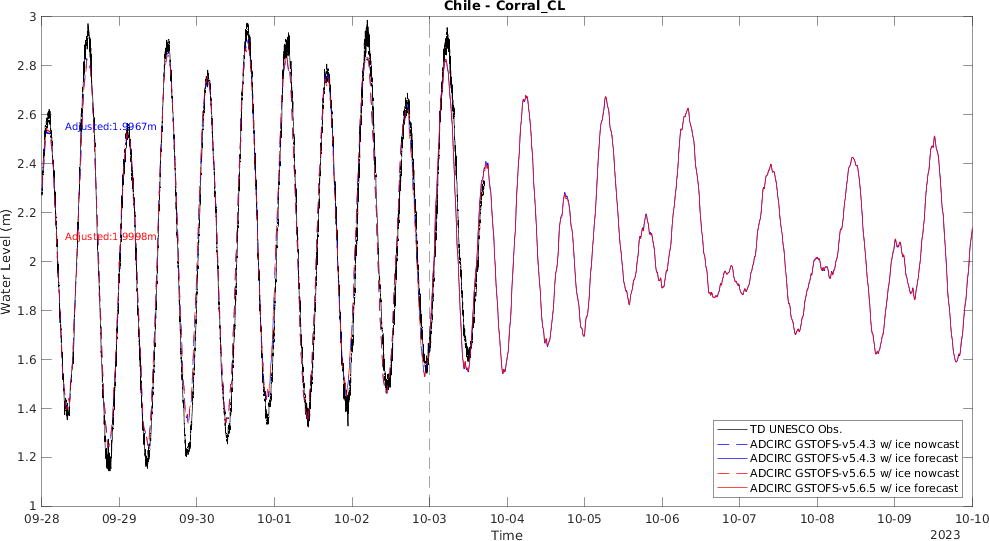 Chile - Corral_CL
3
2.8
2.6
2.4
2.2
2
1.8
1.6
1.4
1.2
1
Water Level (m)
Adjusted:1.9967m
Adjusted:1.9998m
TD UNESCO Obs.
ADCIRC GSTOFS-v5.4.3 w/ ice nowcast
ADCIRC GSTOFS-v5.4.3 w/ ice forecast
ADCIRC GSTOFS-v5.6.5 w/ ice nowcast
ADCIRC GSTOFS-v5.6.5 w/ ice forecast
09-28 09-29 09-30 10-01 10-02 10-03 10-04 10-05 10-06 10-07 10-08 10-09 10-10
Time
2023